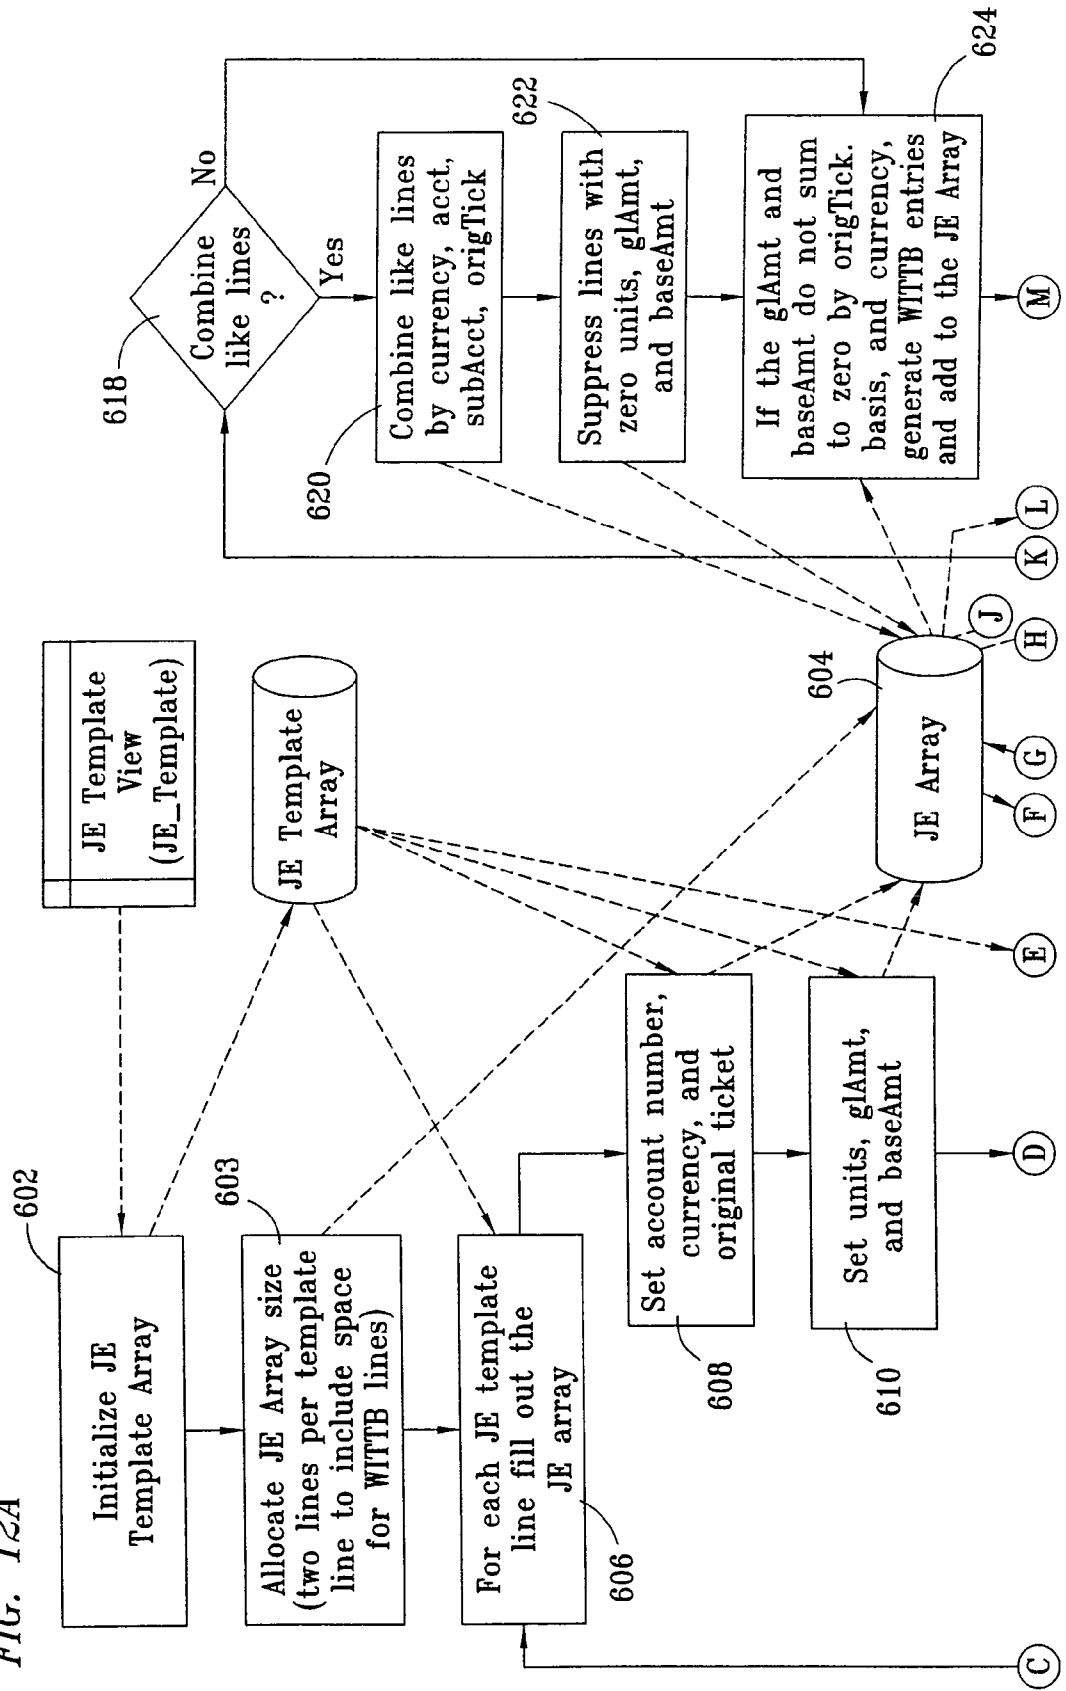 FIG. 12A
602
Initialize JE
Template Array
JE Template
View
(JE_Template)
603
Allocate JE Array size
(two lines per template
line to include space
for WITTB lines)
JE Template
Array
For each JE template
line fill out the
JE array
606
Set account number,
currency, and
original ticket
608
Set units, glAmt,
and baseAmt
610
604
JE Array
618
Combine
like lines
?
No
Yes
620
Combine like lines
by currency, acct,
subAcct, origTick
622
Suppress lines with
zero units, glAmt,
and baseAmt
If the glAmt and
baseAmt do not sum
to zero by origTick.
basis, and currency,
generate WITTB entries
and add to the JE Array
624
C
D
E
F
G
H
J
K
L
M